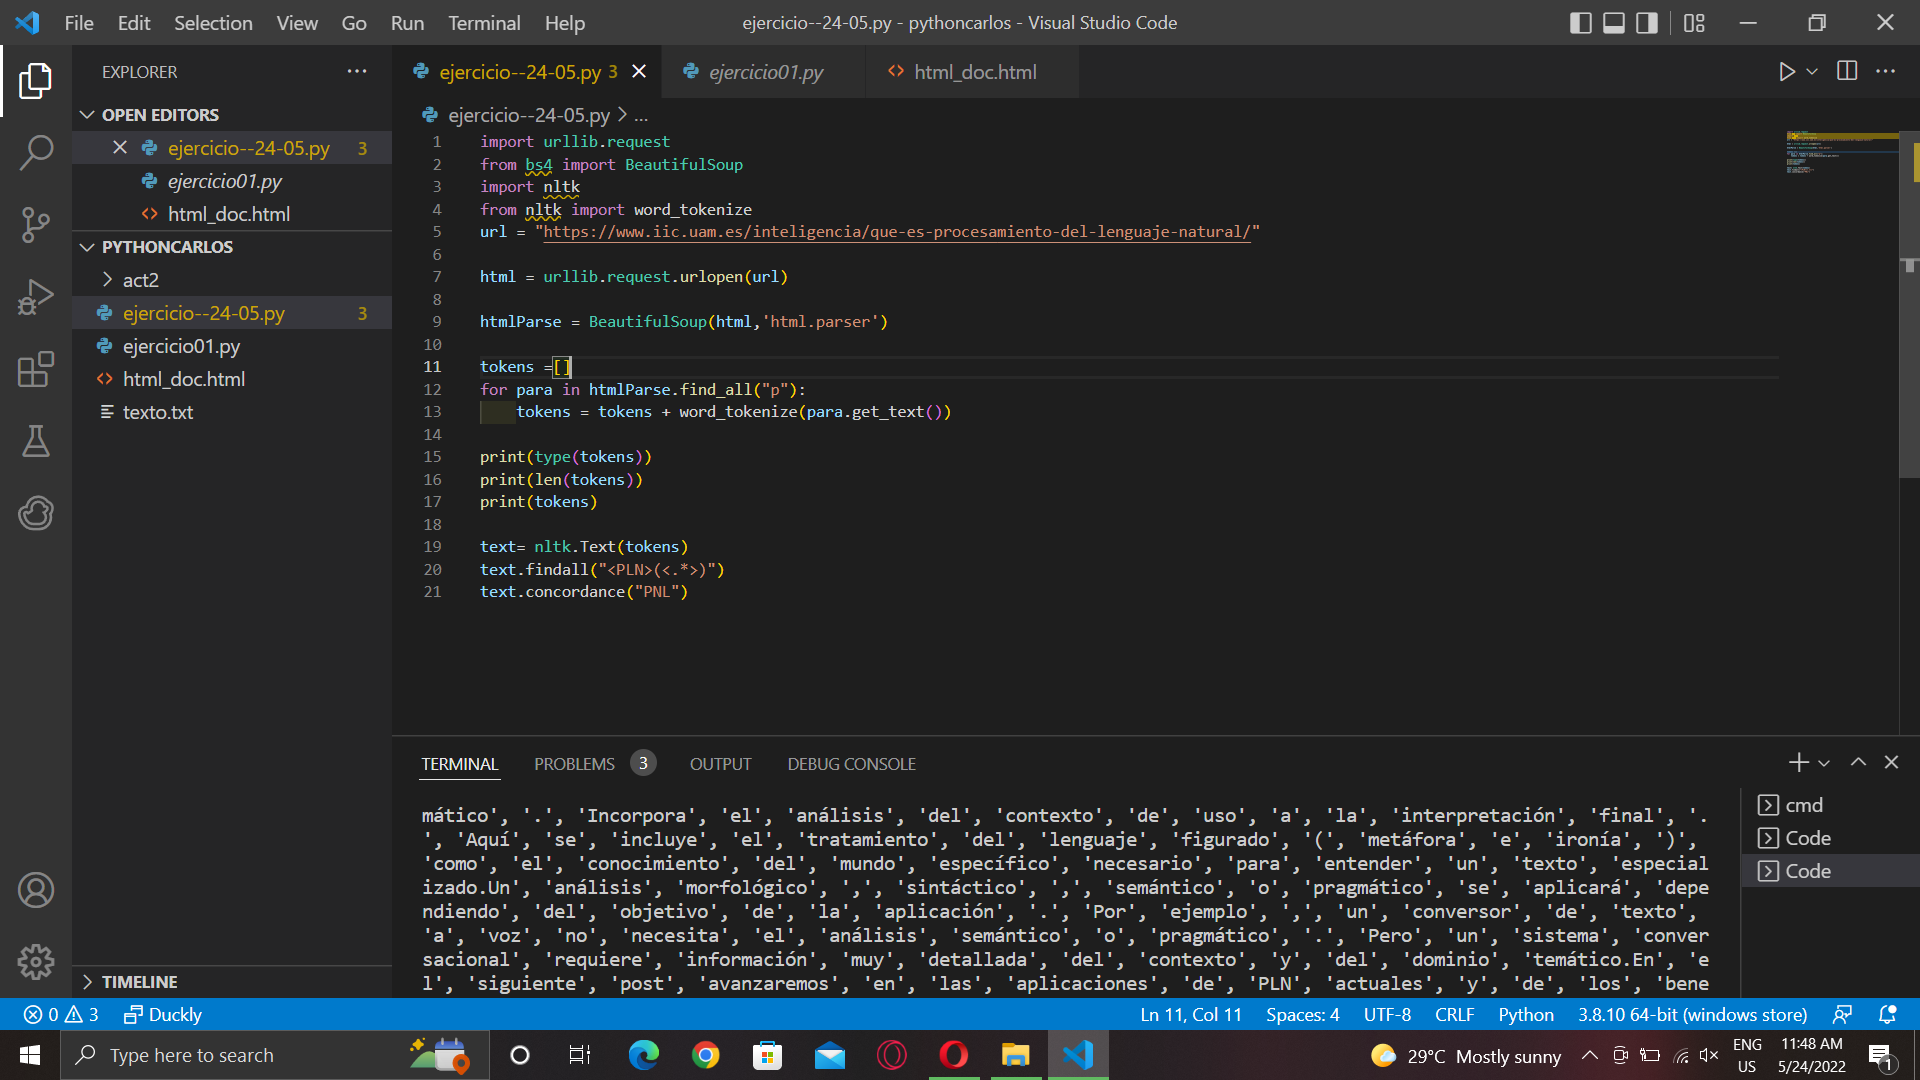 File Edit Selection View Go Run Terminal Help
ejercicio--24-05.py - pythoncarlos - Visual Studio Code
EXPLORER
OPEN EDITORS
ejercicio--24-05.py 3
ejercicio01.py
html_doc.html
PYTHONCARLOS
act2
ejercicio--24-05.py 3
ejercicio01.py
html_doc.html
texto.txt
TIMELINE
ejercicio--24-05.py 3
ejercicio01.py
html_doc.html
ejercicio--24-05.py > ...
1 import urllib.request
2 from bs4 import BeautifulSoup
3 import nltk
4 from nltk import word_tokenize
5 url = "https://www.iic.uam.es/inteligencia/que-es-procesamiento-del-lenguaje-natural/"
6
7 html = urllib.request.urlopen(url)
8
9 htmlParse = BeautifulSoup(html,'html.parser')
10
11 tokens =[]
12 for para in htmlParse.find_all("p"):
13 tokens = tokens + word_tokenize(para.get_text())
14
15 print(type(tokens))
16 print(len(tokens))
17 print(tokens)
18
19 text= nltk.Text(tokens)
20 text.findall("<PLN>(<.*>)")
21 text.concordance("PNL")
TERMINAL PROBLEMS 3 OUTPUT DEBUG CONSOLE
mático', '.', 'Incorpora', 'el', 'análisis', 'del', 'contexto', 'de', 'uso', 'a', 'la', 'interpretación', 'final', '.
', 'Aquí', 'se', 'incluye', 'el', 'tratamiento', 'del', 'lenguaje', 'figurado', '(', 'metáfora', 'e', 'ironía', ')',
'como', 'el', 'conocimiento', 'del', 'mundo', 'específico', 'necesario', 'para', 'entender', 'un', 'texto', 'especial
izado.Un', 'análisis', 'morfológico', ',', 'sintáctico', ',', 'semántico', 'o', 'pragmático', 'se', 'aplicará', 'depe
ndiendo', 'del', 'objetivo', 'de', 'la', 'aplicación', '.', 'Por', 'ejemplo', ',', 'un', 'conversor', 'de', 'texto',
'a', 'voz', 'no', 'necesita', 'el', 'análisis', 'semántico', 'o', 'pragmático', '.', 'Pero', 'un', 'sistema', 'conver
sacional', 'requiere', 'información', 'muy', 'detallada', 'del', 'contexto', 'y', 'del', 'dominio', 'temático.En', 'e
l', 'siguiente', 'post', 'avanzaremos', 'en', 'las', 'aplicaciones', 'de', 'PLN', 'actuales', 'y', 'de', 'los', 'bene
cmd
Code
Code
0 3 Duckly
Ln 11, Col 11 Spaces: 4 UTF-8 CRLF Python 3.8.10 64-bit (windows store)
Type here to search
29°C Mostly sunny
ENG
US
11:48 AM
5/24/2022
1